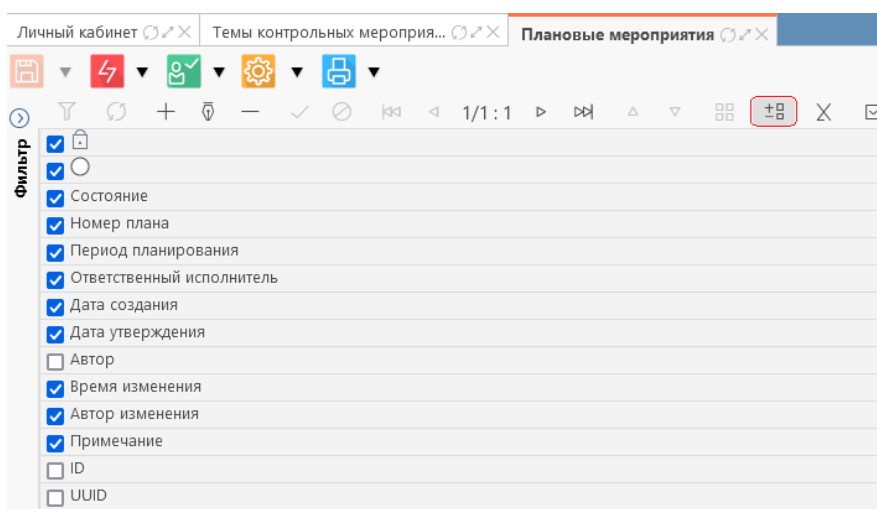 Личный кабинет
Темы контрольных мероприя...
Плановые мероприятия
1/1 : 1
Фильтр
Состояние
Номер плана
Период планирования
Ответственный исполнитель
Дата создания
Дата утверждения
Автор
Время изменения
Автор изменения
Примечание
ID
UUID